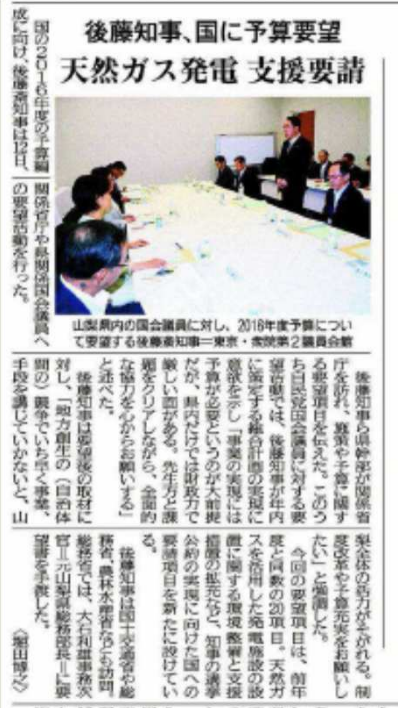 後藤知事、国に予算要望
天然ガス発電 支援要請
国の2016年度の予算編
成に向け、後藤斎知事は12日、
関係省庁や県関係国会議員へ
の要望活動を行った。
山梨県内の国会議員に対し、2016年度予算につい
て要望する後藤斎知事=東京・衆院第2議員会館
後藤知事ら県幹部が関係省
庁を訪れ、施策や予算に関す
る要望項目を伝えた。このう
ち自民党国会議員に対する要
望活動では、後藤知事が年内
に策定する総合計画の実現に
意欲を示し「事業の実現には
予算が必要というのが大前提
だが、県内だけでは財政力で
厳しい面がある。先生方と課
題をクリアしながら、全面的
な協力を心からお願いする」
と述べた。
後藤知事は要望後の取材に
対し、「地方創生の(自治体
間の)競争でいち早く事業、
手段を講じていかないと、山
梨全体の活力がそがれる。制
度改革や予算充実をお願いし
たい」と強調した。
今回の要望項目は、前年
度と同数の20項目。天然ガ
スを活用した発電施設の設
置に関する環境整備と支援
措置の拡充など、知事の選挙
公約の実現に向けた国への
要請項目を新たに設けてい
る。
後藤知事は国土交通省や総
務省、農林水産省なども訪問。
総務省では、大石利雄事務次
官=元山梨県総務部長=に要
望書を手渡した。
〈堀田博之〉